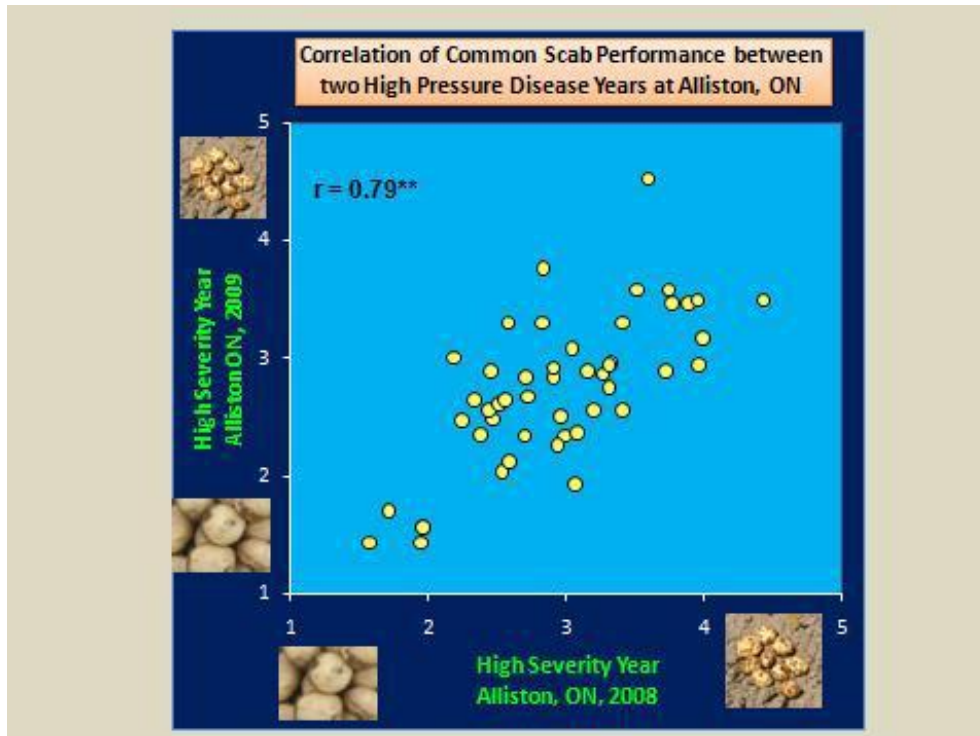 Correlation of Common Scab Performance between
two High Pressure Disease Years at Alliston, ON
5
r = 0.79**
4
High Severity Year
Alliston ON, 2009
3
2
1
1 2 3 4 5
High Severity Year
Alliston, ON, 2008